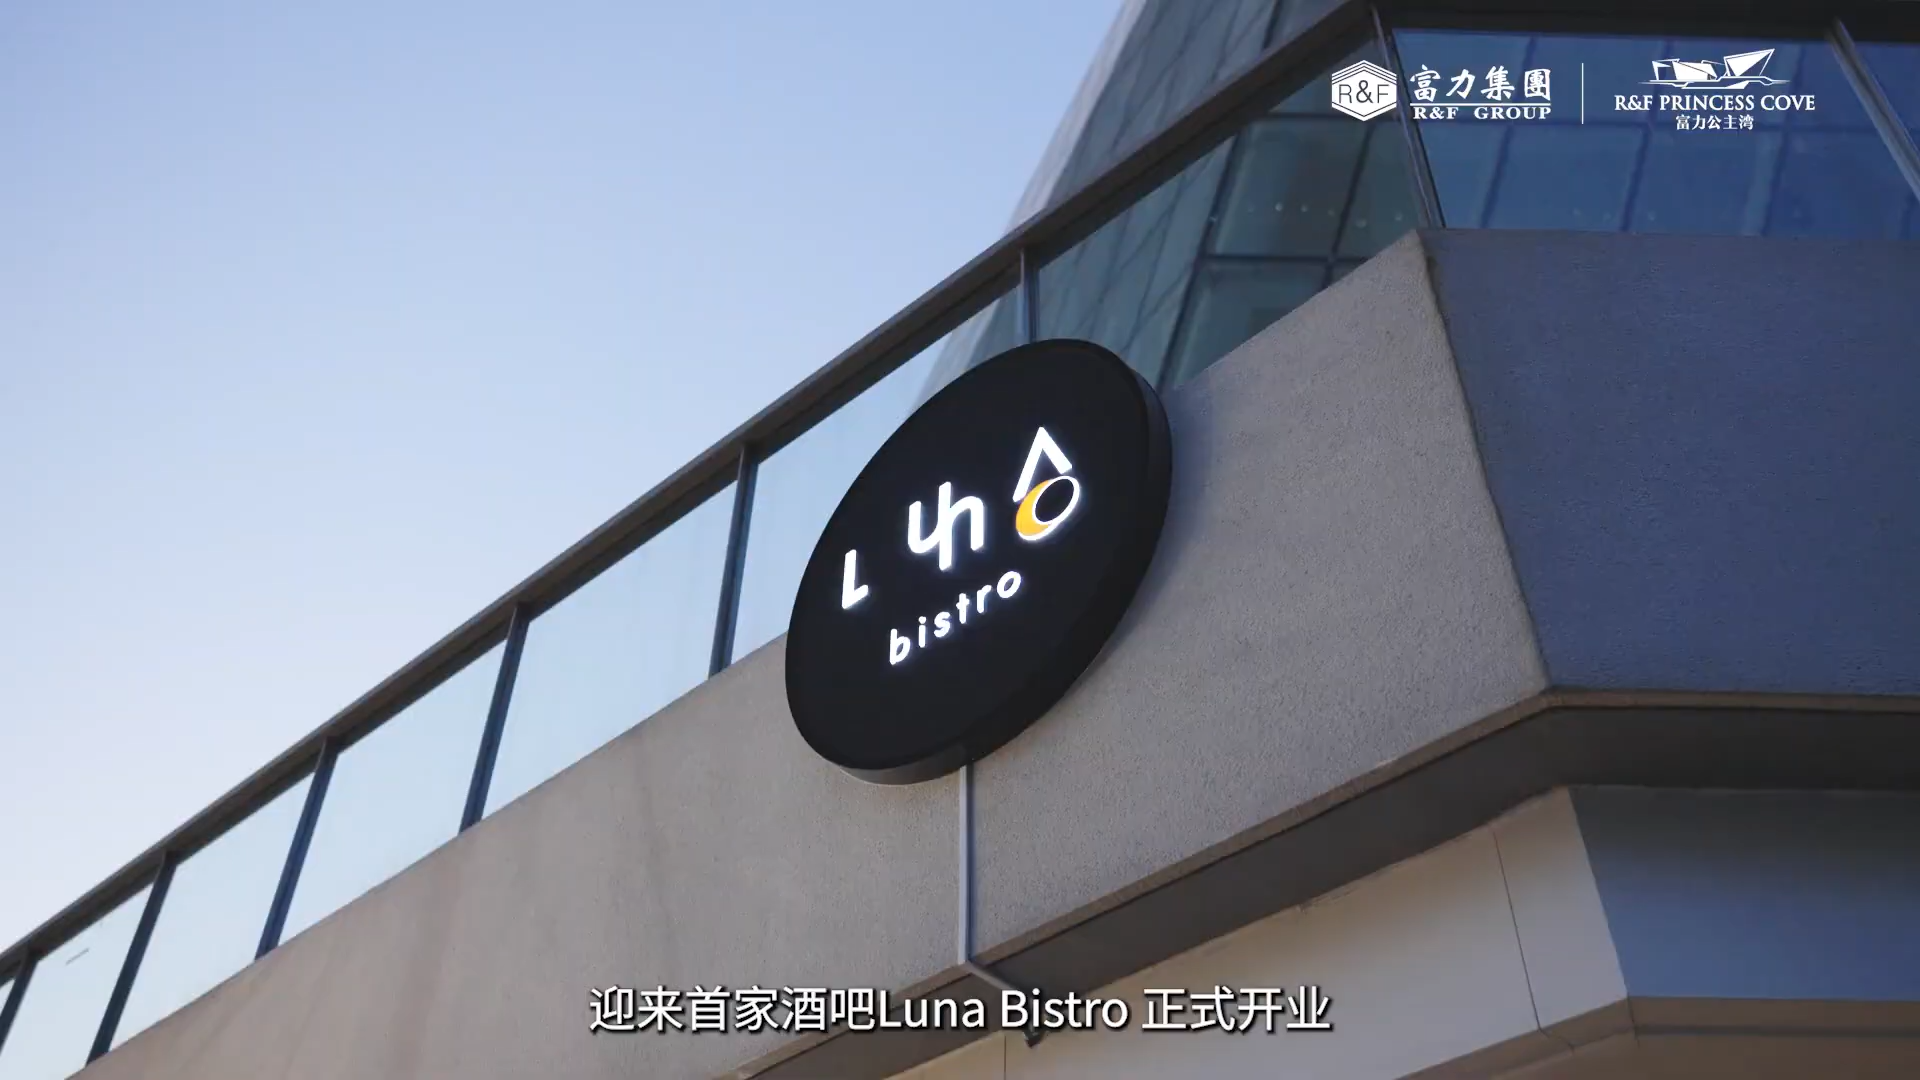 R&F 富力集團
R&F GROUP
R&F PRINCESS COVE
富力公主湾
Luna
bistro
迎来首家酒吧Luna Bistro 正式开业